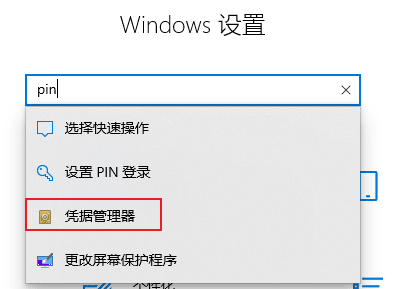 Windows 设置
pin
选择快速操作
设置 PIN 登录
凭据管理器
更改屏幕保护程序
个性化